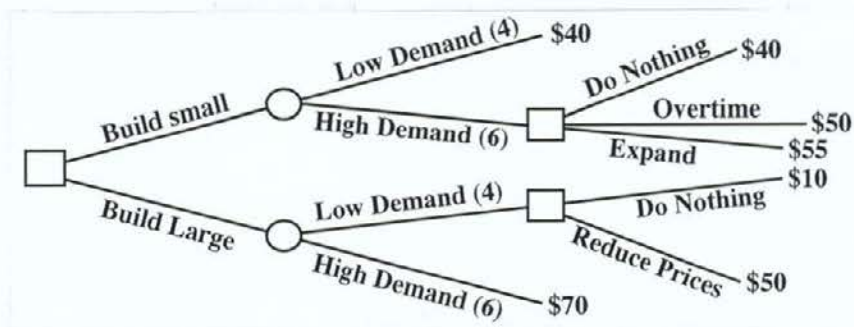 Low Demand (4)
$40
Do Nothing
$40
Build small
High Demand (6)
Overtime
$50
Expand
$55
Build Large
Low Demand (4)
Do Nothing
$10
Reduce Prices
$50
High Demand (6)
$70